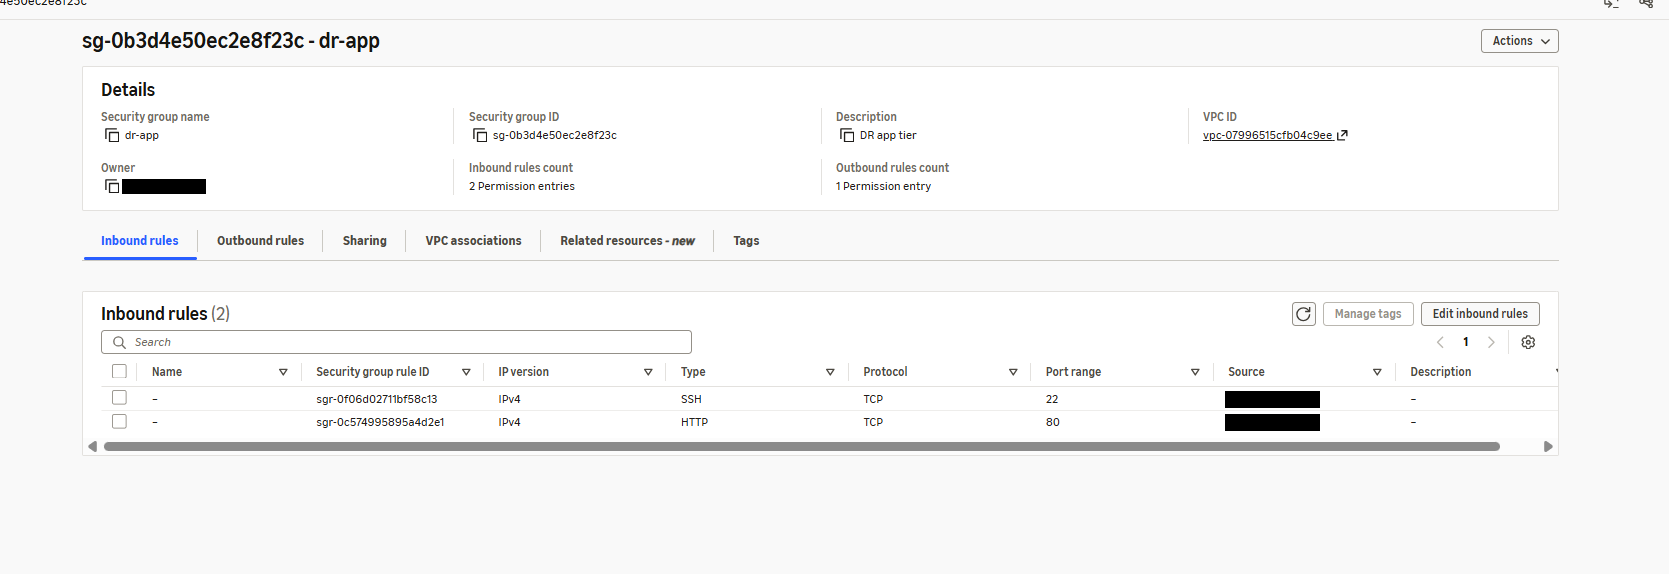 sg-0b3d4e50ec2e8f23c - dr-app
Actions
Details
Security group name
dr-app
Security group ID
sg-0b3d4e50ec2e8f23c
Description
DR app tier
VPC ID
vpc-07996515cfb04c9ee
Owner
Inbound rules count
2 Permission entries
Outbound rules count
1 Permission entry
Inbound rules Outbound rules Sharing VPC associations Related resources - new Tags
Inbound rules (2)
Manage tags
Edit inbound rules
Search
1
Name Security group rule ID IP version Type Protocol Port range Source Description
– sgr-0f06d02711bf58c13 IPv4 SSH TCP 22 –
– sgr-0c574995895a4d2e1 IPv4 HTTP TCP 80 –